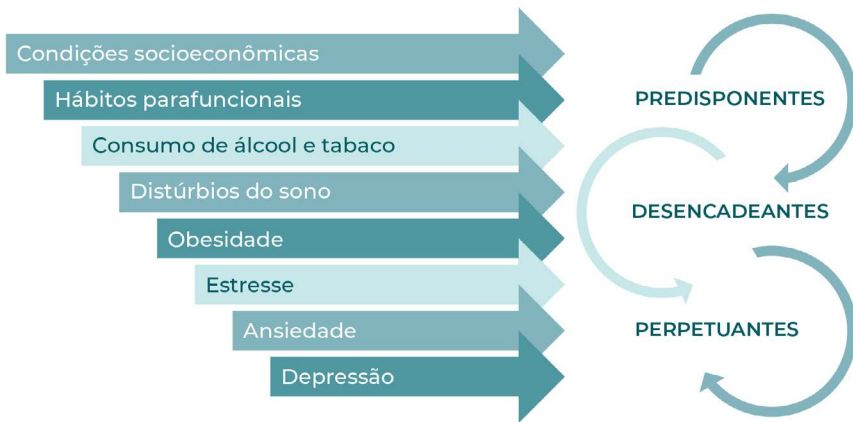 Condições socioeconômicas
Hábitos parafuncionais
Consumo de álcool e tabaco
Distúrbios do sono
Obesidade
Estresse
Ansiedade
Depressão
PREDISPONENTES
DESENCADEANTES
PERPETUANTES